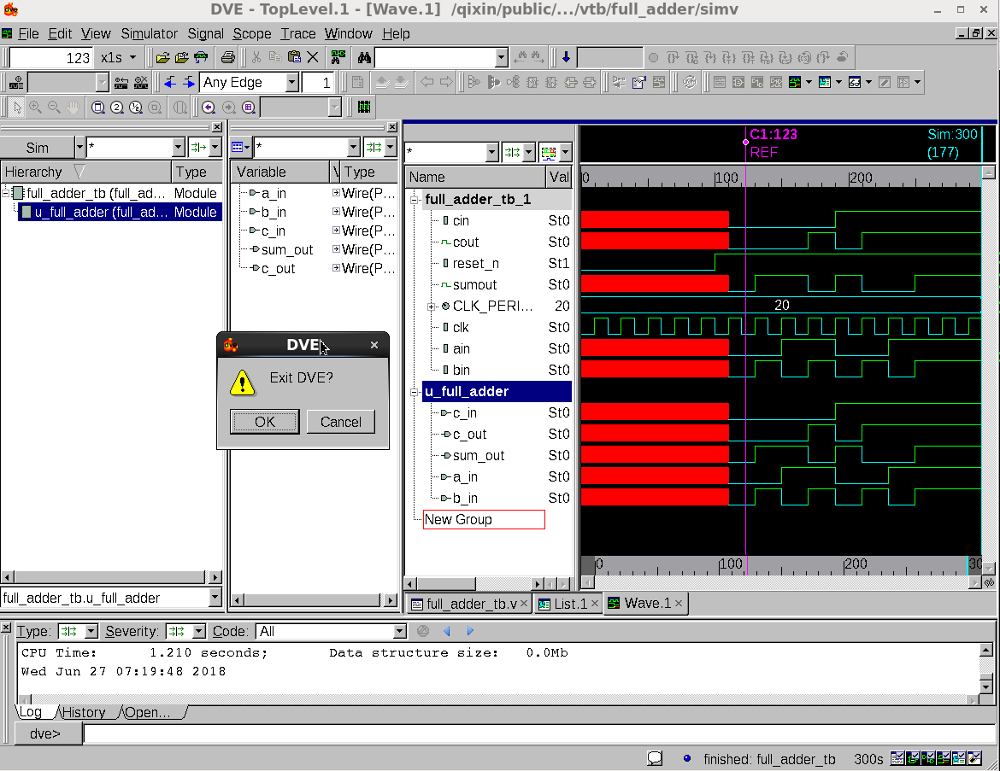 DVE - TopLevel.1 - [Wave.1] /qixin/public/.../vtb/full_adder/simv
File Edit View Simulator Signal Scope Trace Window Help
123 x1s
Any Edge 1
2 ½
Sim * * *
Hierarchy Type
full_adder_tb (full_ad... Module
u_full_adder (full_ad... Module
Variable V Type
a_in Wire(P...
b_in Wire(P...
c_in Wire(P...
sum_out Wire(P...
c_out Wire(P...
Name Val
full_adder_tb_1
cin St0
cout St0
reset_n St1
sumout St0
CLK_PERI... 20
clk St0
ain St0
bin St0
u_full_adder
c_in St0
c_out St0
sum_out St0
a_in St0
b_in St0
New Group
C1:123
REF
Sim:300
(177)
0 100 200
20
0 100 200 30
DVE
Exit DVE?
OK Cancel
full_adder_tb.u_full_adder
full_adder_tb.v List.1 Wave.1
Type: Severity: Code: All
CPU Time: 1.210 seconds; Data structure size: 0.0Mb
Wed Jun 27 07:19:48 2018
Log History Open...
dve>
finished: full_adder_tb 300s